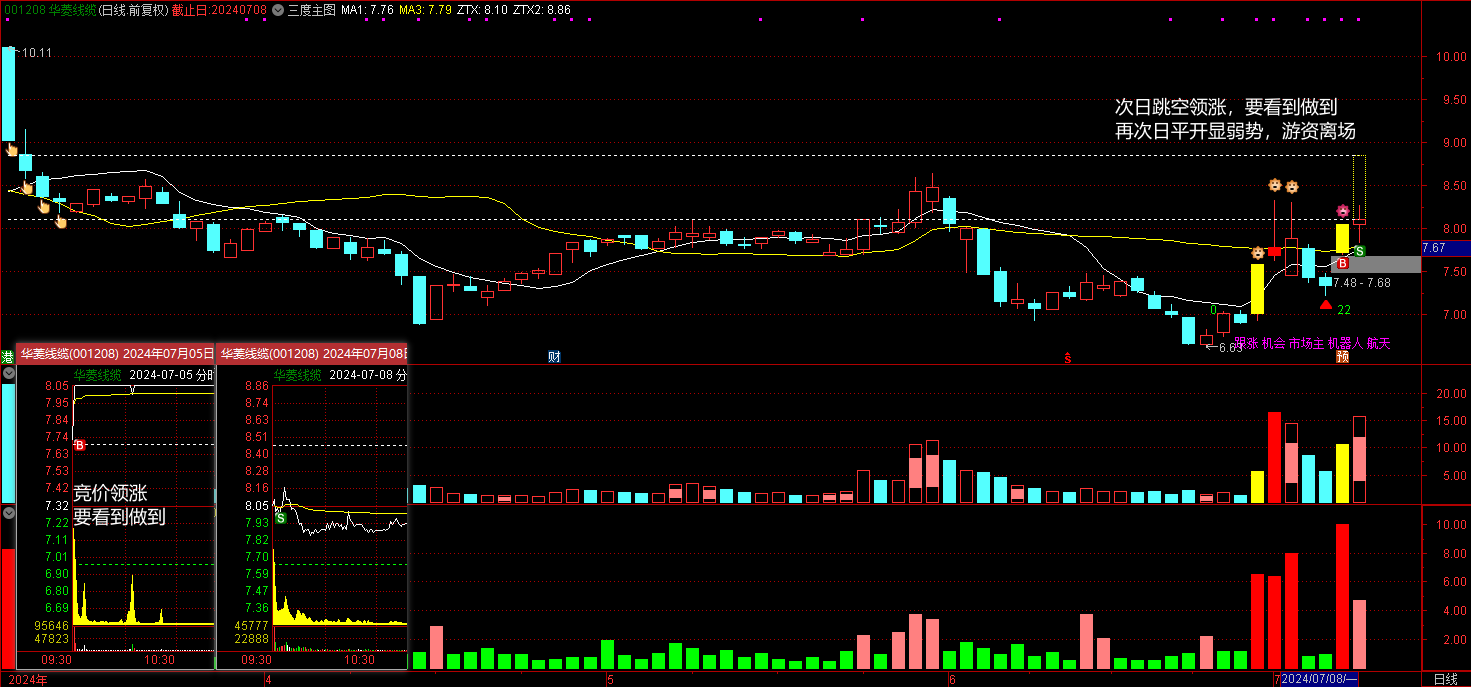 001208 华菱线缆(日线.前复权) 截止日:20240708 三度主图 MA1: 7.76 MA3: 7.79 ZTX: 8.10 ZTX2: 8.86
10.11
次日跳空领涨，要看到做到
再次日平开显弱势，游资离场
10.00
9.50
9.00
8.50
8.00
7.67
7.50
7.00
S
B
7.48 - 7.68
22
0
6.63
机会 市场主 机器人 航天
港
财
预
华菱线缆(001208) 2024年07月05日
华菱线缆 2024-07-05 分时
8.05
7.95
7.84
7.74
7.63
7.53
7.42
7.32
7.22
7.11
7.01
6.90
6.80
6.69
95646
47823
B
竞价领涨
要看到做到
09:30
10:30
华菱线缆(001208) 2024年07月08日
华菱线缆 2024-07-08 分
8.86
8.74
8.63
8.51
8.40
8.28
8.16
8.05
7.93
7.82
7.70
7.59
7.47
7.36
45777
22888
S
09:30
10:30
20.00
15.00
10.00
5.00
10.00
8.00
6.00
4.00
2.00
2024年
4
5
6
7
2024/07/08/一
日线